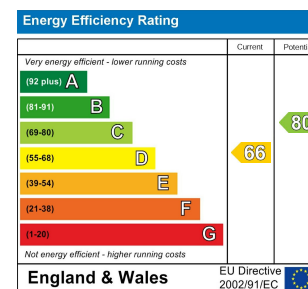 Energy Efficiency Rating
Current Potenti
Very energy efficient - lower running costs
(92 plus) A
(81-91) B
(69-80) C 80
(55-68) D 66
(39-54) E
(21-38) F
(1-20) G
Not energy efficient - higher running costs
England & Wales
EU Directive
2002/91/EC